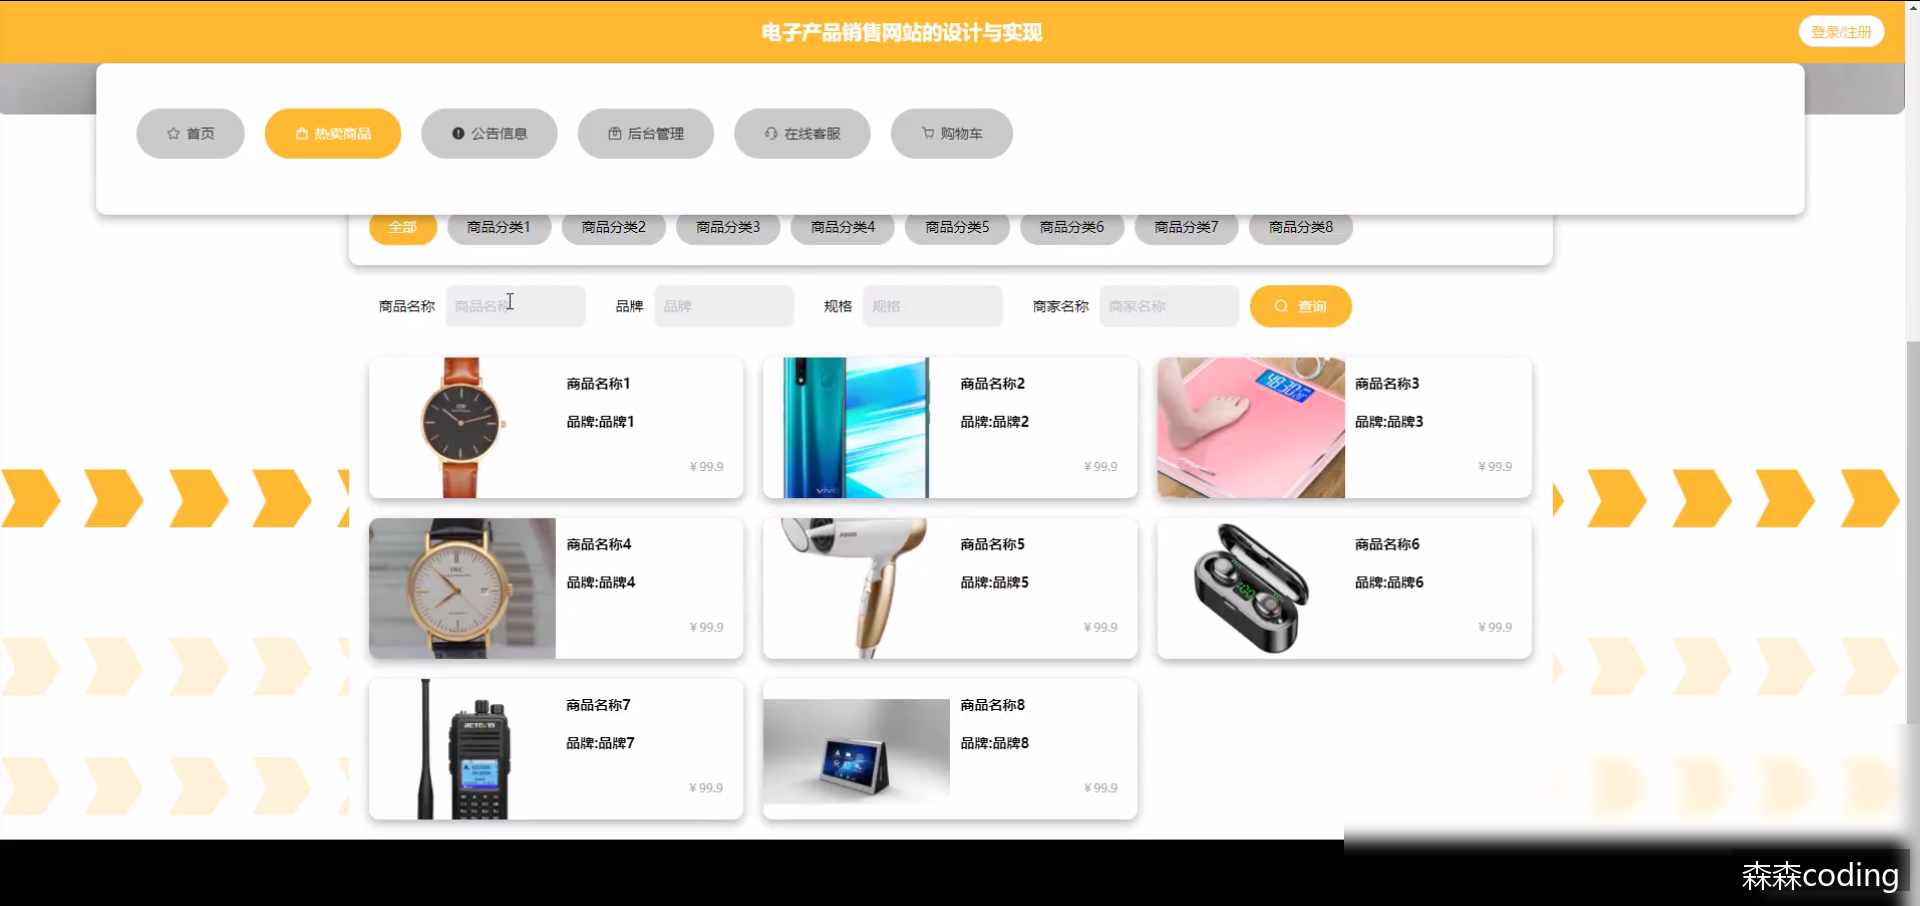 电子产品销售网站的设计与实现
登录/注册
首页
热卖商品
公告信息
后台管理
在线客服
购物车
全部
商品分类1
商品分类2
商品分类3
商品分类4
商品分类5
商品分类6
商品分类7
商品分类8
商品名称
商品名称
品牌
品牌
规格
规格
商家名称
商家名称
查询
商品名称1
品牌:品牌1
¥99.9
商品名称2
品牌:品牌2
¥99.9
vivo
商品名称3
品牌:品牌3
¥99.9
商品名称4
品牌:品牌4
¥99.9
IWC
商品名称5
品牌:品牌5
¥99.9
商品名称6
品牌:品牌6
¥99.9
商品名称7
品牌:品牌7
¥99.9
RETEVIS
商品名称8
品牌:品牌8
¥99.9
森森coding